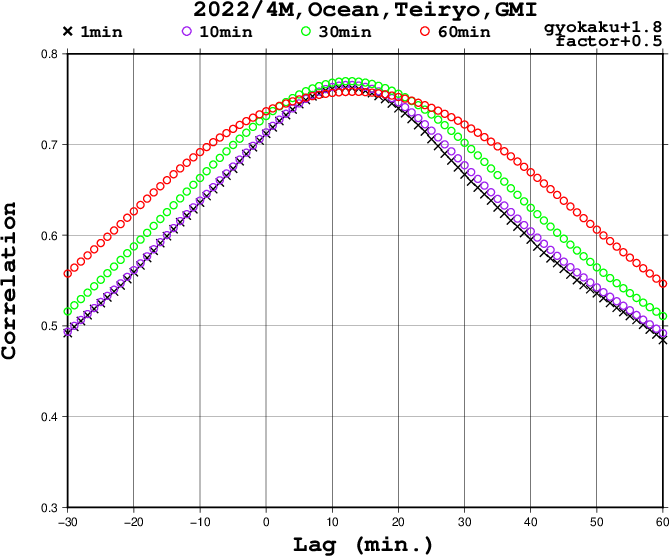 2022/4M,Ocean,Teiryo,GMI
× 1min ○ 10min ○ 30min ○ 60min
gyokaku+1.8
factor+0.5
0.8
0.7
0.6
0.5
0.4
0.3
Correlation
−30 −20 −10 0 10 20 30 40 50 60
Lag (min.)